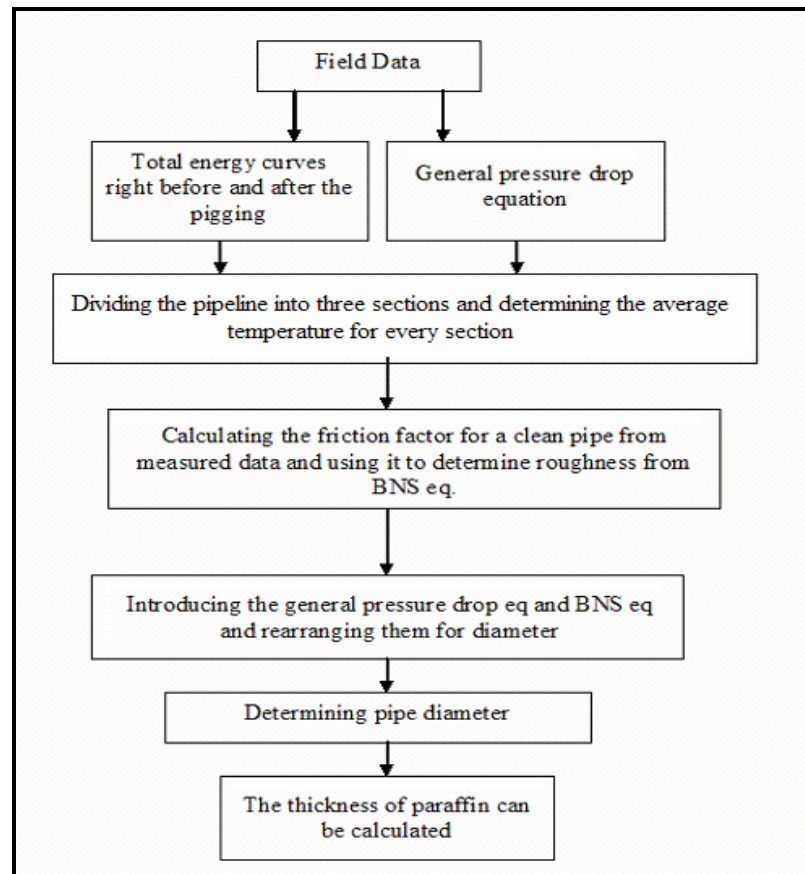 Field Data
Total energy curves
right before and after the
pigging
General pressure drop
equation
Dividing the pipeline into three sections and determining the average
temperature for every section
Calculating the friction factor for a clean pipe from
measured data and using it to determine roughness from
BNS eq.
Introducing the general pressure drop eq and BNS eq
and rearranging them for diameter
Determining pipe diameter
The thickness of paraffin can
be calculated